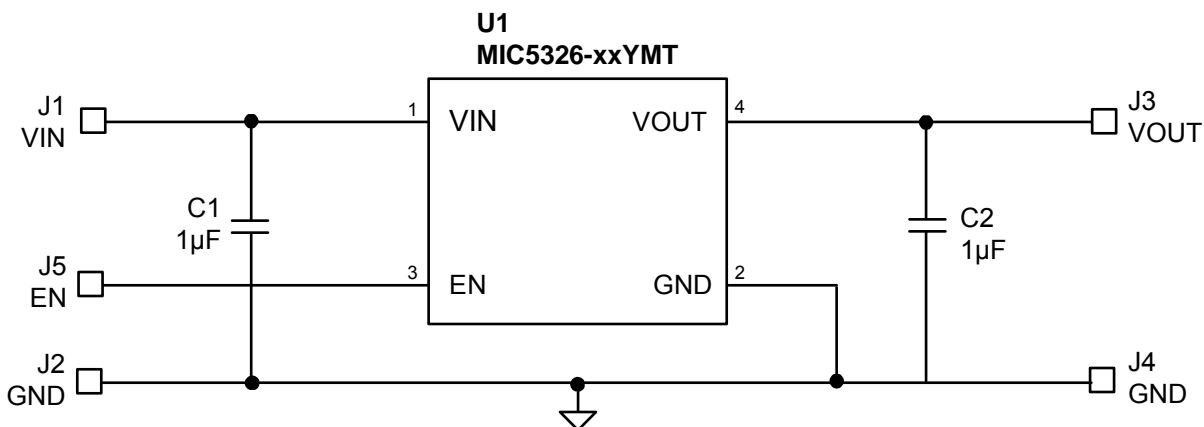 U1
MIC5326-xxYMT
J1
VIN
1
VIN
VOUT
4
J3
VOUT
C1
1µF
C2
1µF
J5
EN
3
EN
GND
2
J2
GND
J4
GND